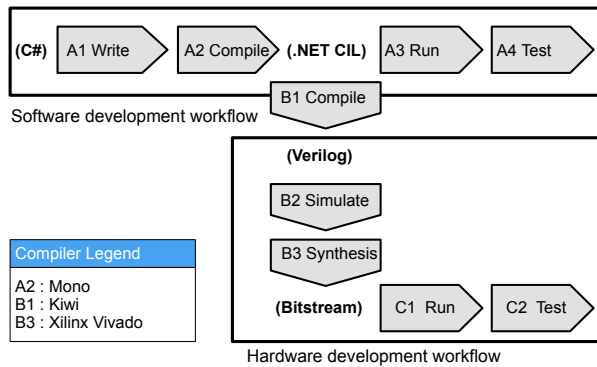 (C#) A1 Write A2 Compile (.NET CIL) A3 Run A4 Test
B1 Compile
Software development workflow
(Verilog)
B2 Simulate
B3 Synthesis
(Bitstream) C1 Run C2 Test
Compiler Legend
A2 : Mono
B1 : Kiwi
B3 : Xilinx Vivado
Hardware development workflow